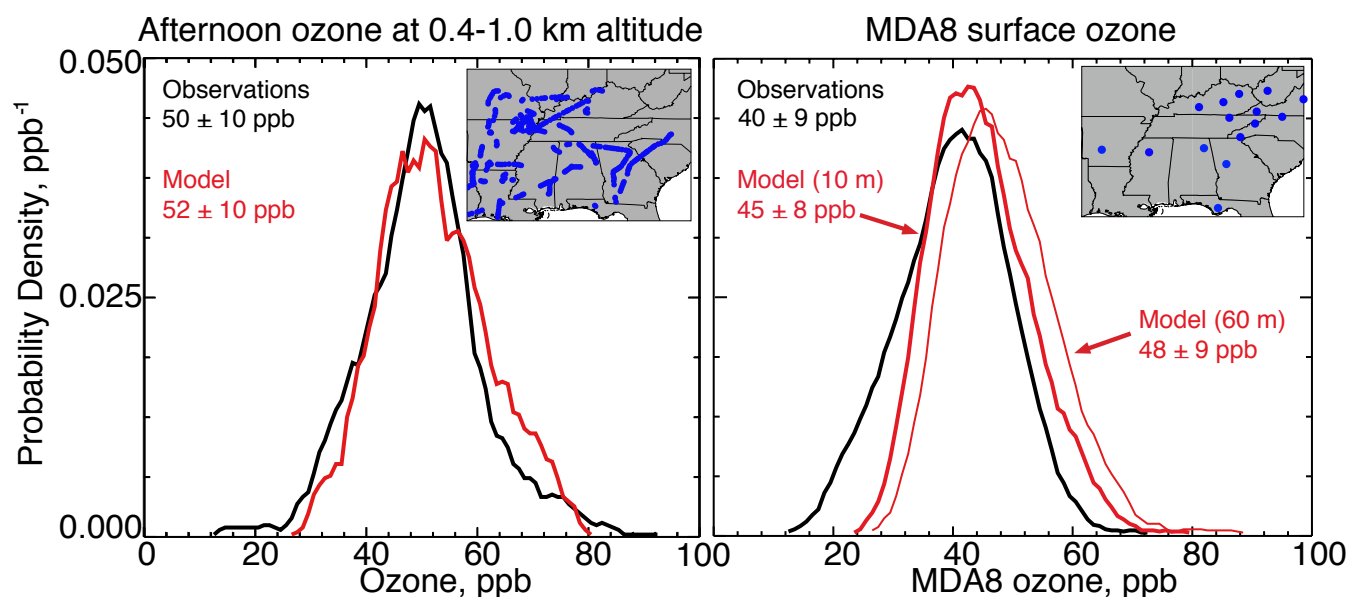 Afternoon ozone at 0.4-1.0 km altitude
Observations
50 ± 10 ppb
Model
52 ± 10 ppb
Probability Density, ppb⁻¹
0.050
0.025
0.000
0 20 40 60 80 100
Ozone, ppb
MDA8 surface ozone
Observations
40 ± 9 ppb
Model (10 m)
45 ± 8 ppb
Model (60 m)
48 ± 9 ppb
0 20 40 60 80 100
MDA8 ozone, ppb